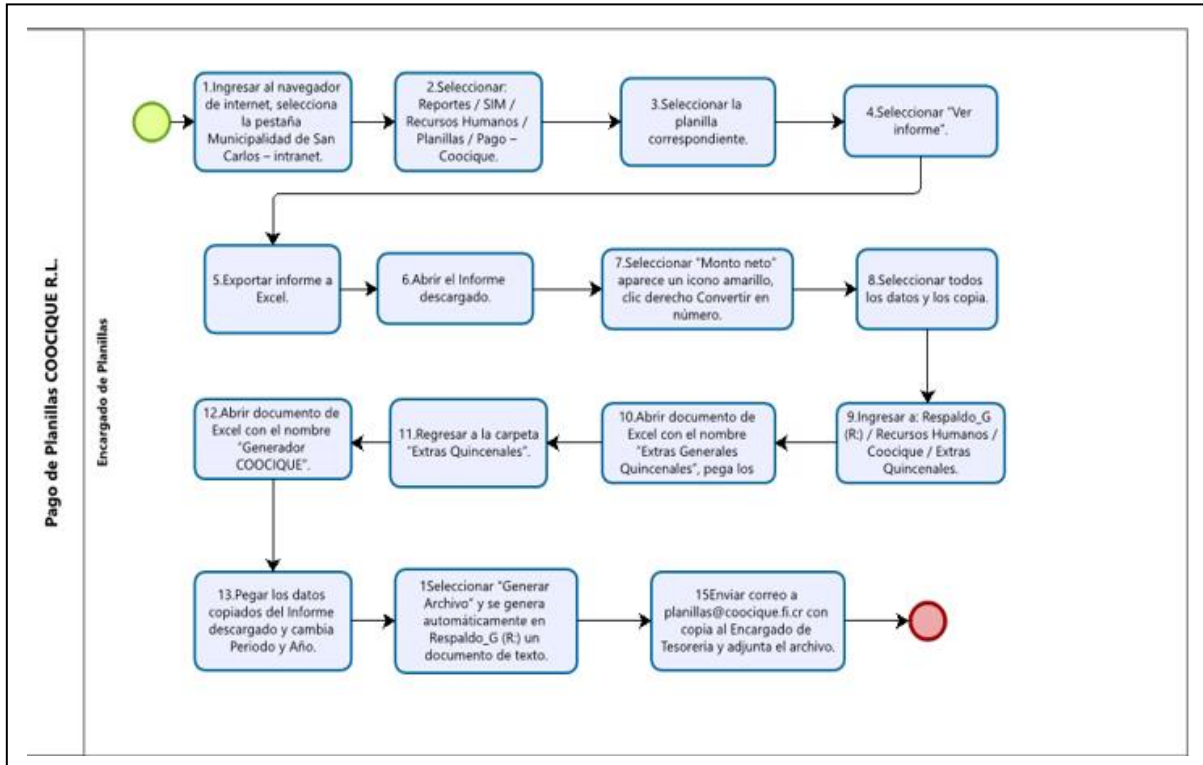 Pago de Planillas COOCIQUE R.L.
Encargado de Planillas
1.Ingresar al navegador
de internet, selecciona
la pestaña
Municipalidad de San
Carlos – intranet.
2.Seleccionar:
Reportes / SIM /
Recursos Humanos /
Planillas / Pago –
Coocique.
3.Seleccionar la
planilla
correspondiente.
4.Seleccionar "Ver
informe".
5.Exportar informe a
Excel.
6.Abrir el Informe
descargado.
7.Seleccionar "Monto neto"
aparece un icono amarillo,
clic derecho Convertir en
número.
8.Seleccionar todos
los datos y los copia.
9.Ingresar a: Respaldo_G
(R:) / Recursos Humanos /
Coocique / Extras
Quincenales.
10.Abrir documento de
Excel con el nombre
"Extras Generales
Quincenales", pega los
11.Regresar a la carpeta
"Extras Quincenales".
12.Abrir documento de
Excel con el nombre
"Generador
COOCIQUE".
13.Pegar los datos
copiados del Informe
descargado y cambia
Periodo y Año.
1Seleccionar "Generar
Archivo" y se genera
automáticamente en
Respaldo_G (R:) un
documento de texto.
15Enviar correo a
planillas@coocique.fi.cr con
copia al Encargado de
Tesoreria y adjunta el archivo.